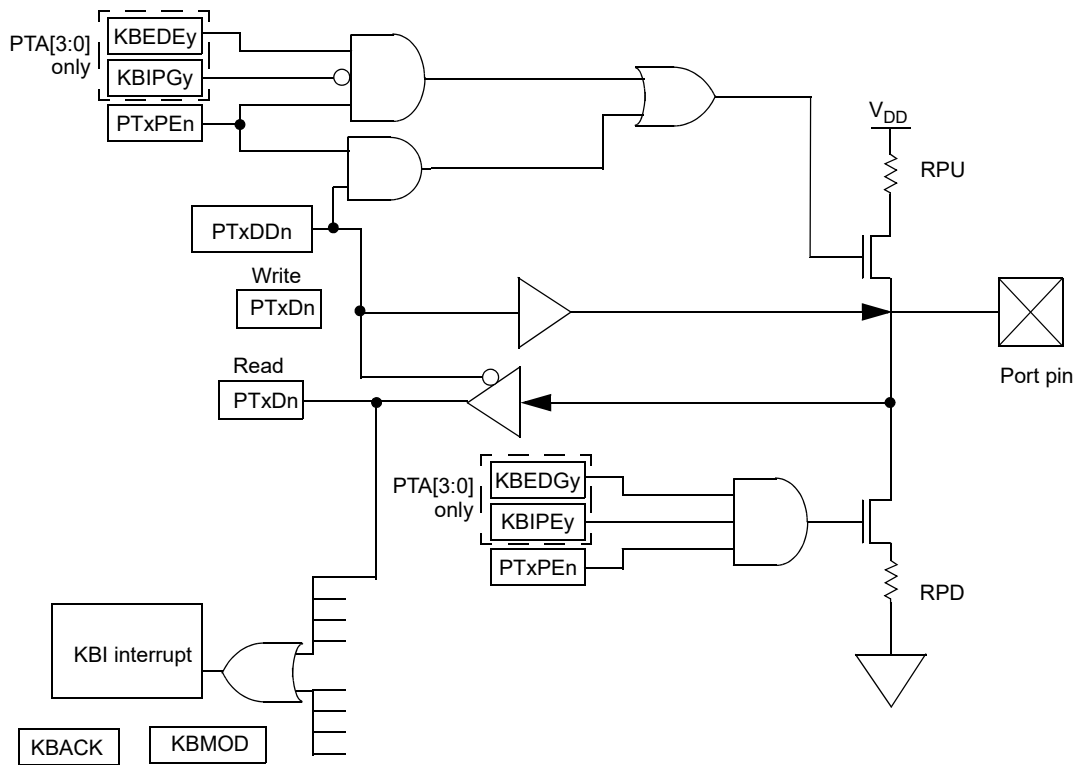 PTA[3:0]
only
KBEDEy
KBIPGy
PTxPEn
VDD
RPU
PTxDDn
Write
PTxDn
Read
PTxDn
Port pin
PTA[3:0]
only
KBEDGy
KBIPEy
PTxPEn
RPD
KBI interrupt
KBACK
KBMOD